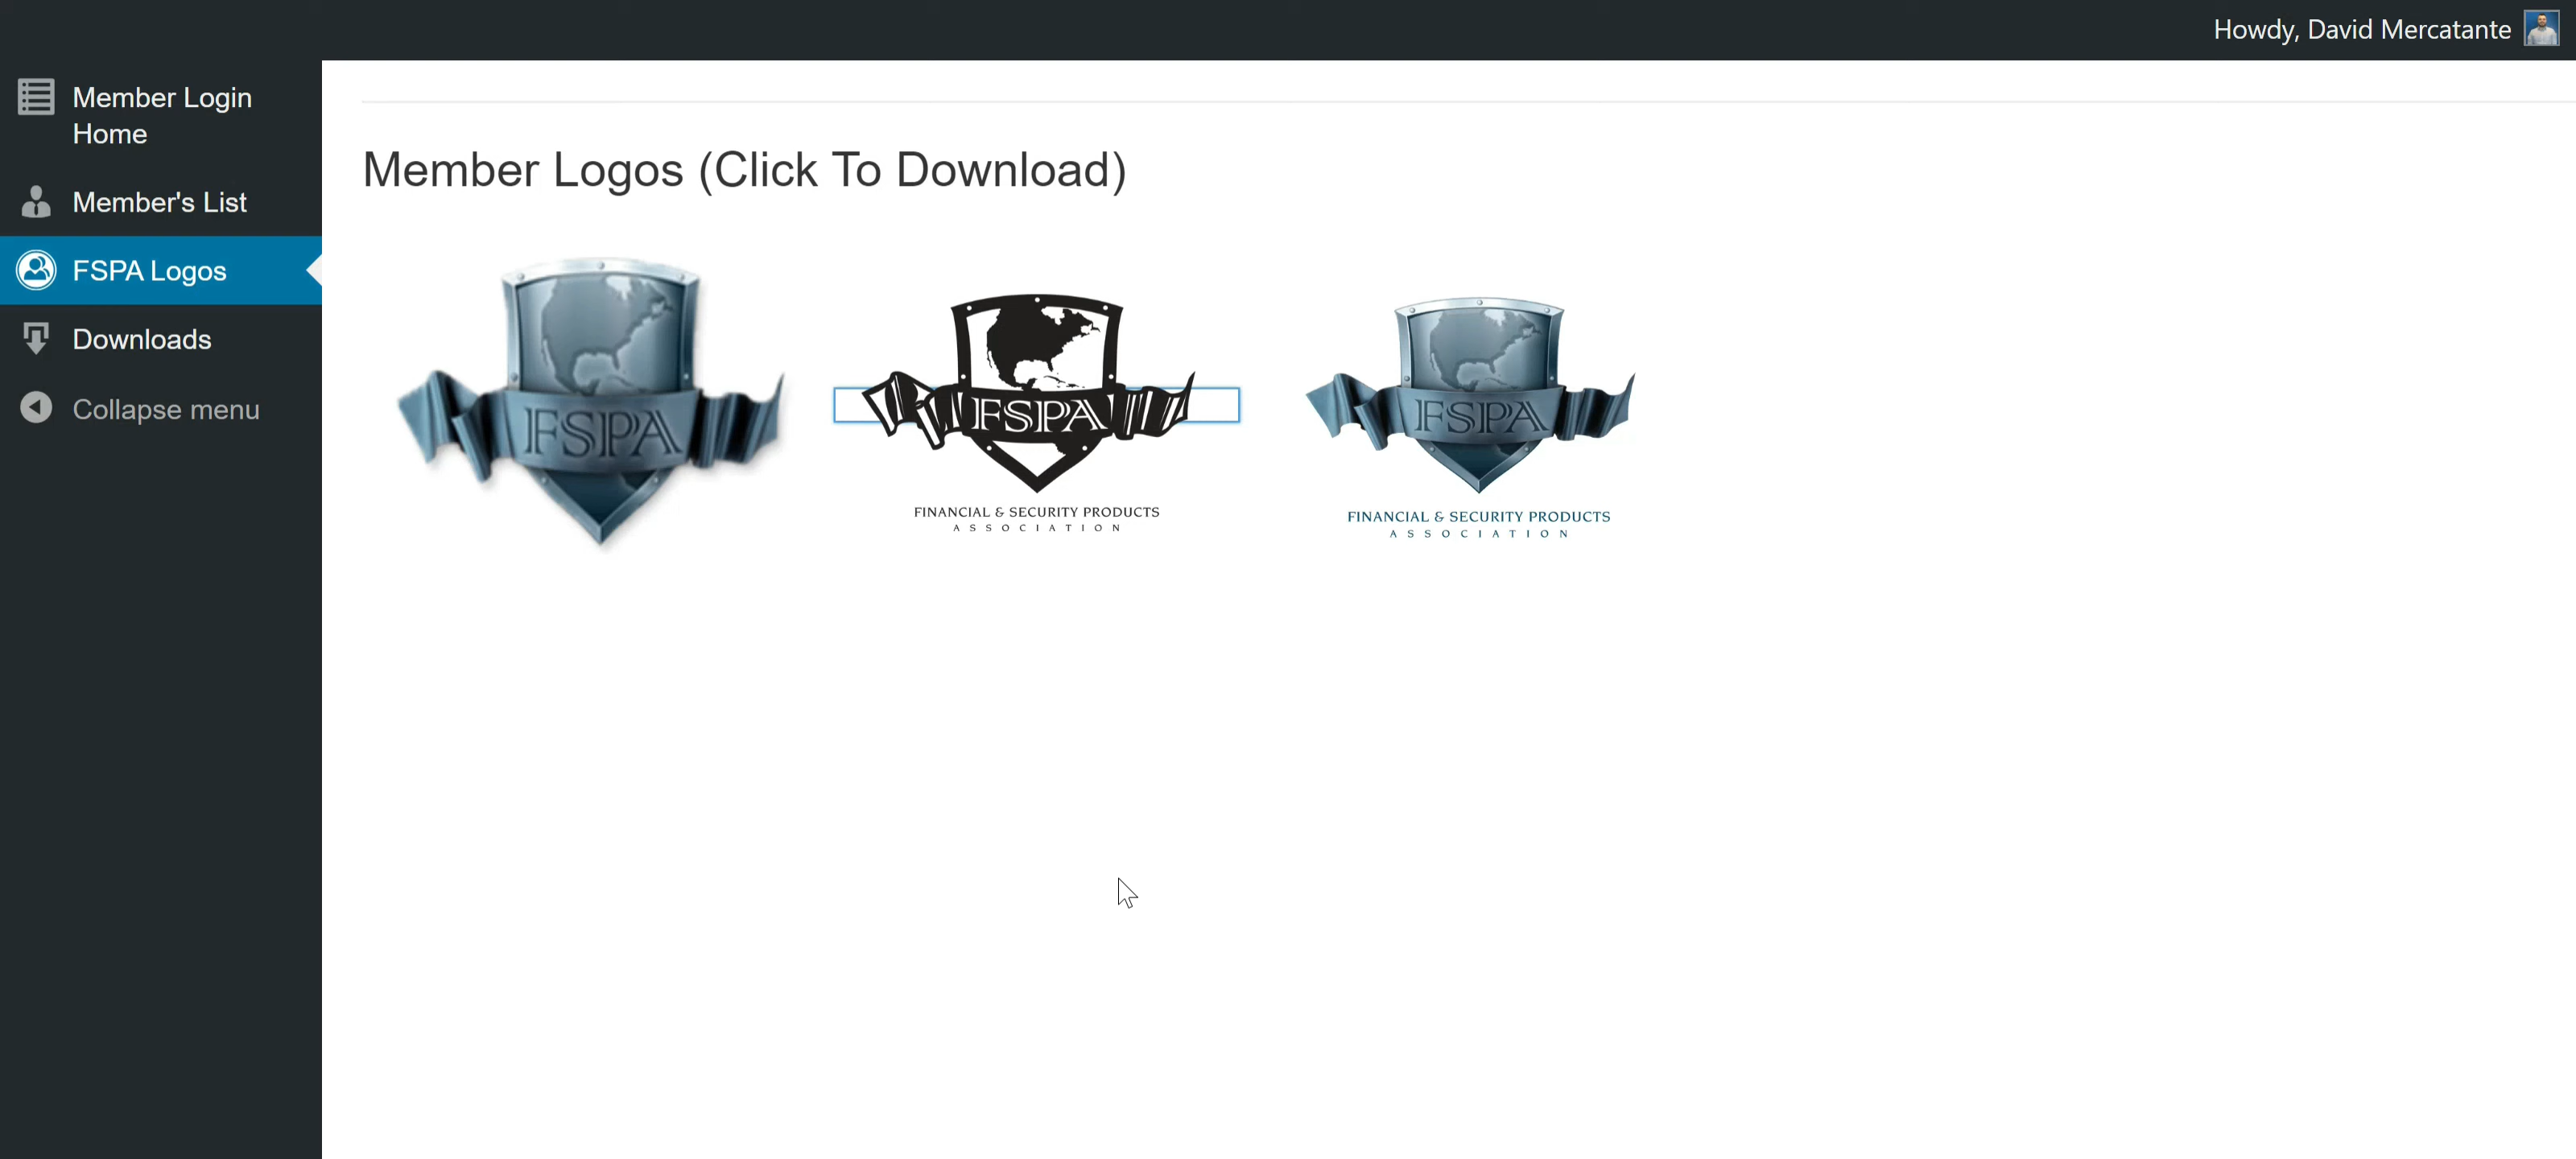 Howdy, David Mercatante
Member Login
Home
Member's List
FSPA Logos
Downloads
Collapse menu
Member Logos (Click To Download)
FSPA
FSPA
FINANCIAL & SECURITY PRODUCTS
ASSOCIATION
FSPA
FINANCIAL & SECURITY PRODUCTS
ASSOCIATION